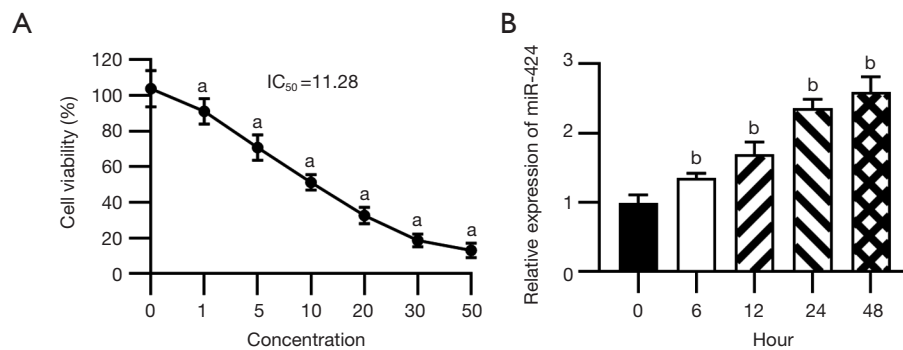 A
Cell viability (%)
120
100
80
60
40
20
0
IC50 =11.28
a
a
a
a
a
a
0 1 5 10 20 30 50
Concentration
B
Relative expression of miR-424
3
2
1
0
b
b
b
b
0 6 12 24 48
Hour